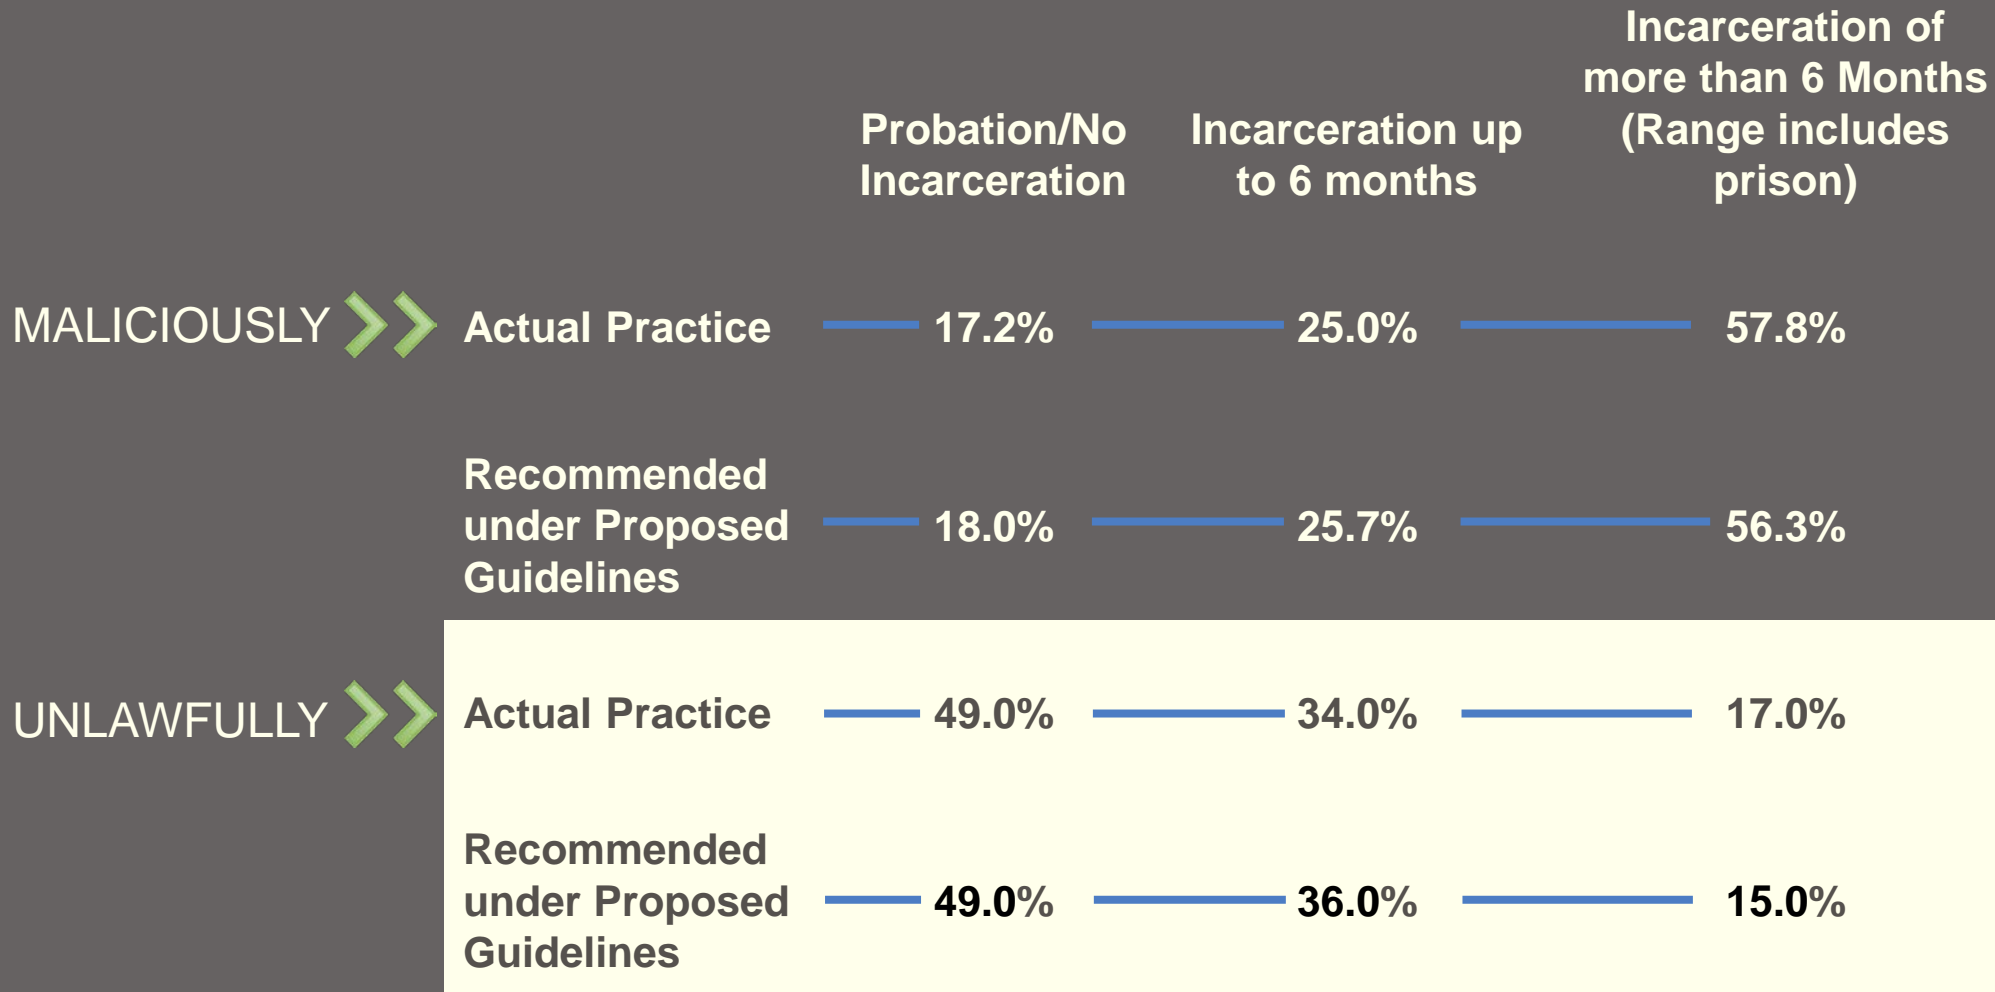 Probation/No
Incarceration
Incarceration up
to 6 months
Incarceration of
more than 6 Months
(Range includes
prison)
MALICIOUSLY
Actual Practice
17.2%
25.0%
57.8%
Recommended
under Proposed
Guidelines
18.0%
25.7%
56.3%
UNLAWFULLY
Actual Practice
49.0%
34.0%
17.0%
Recommended
under Proposed
Guidelines
49.0%
36.0%
15.0%